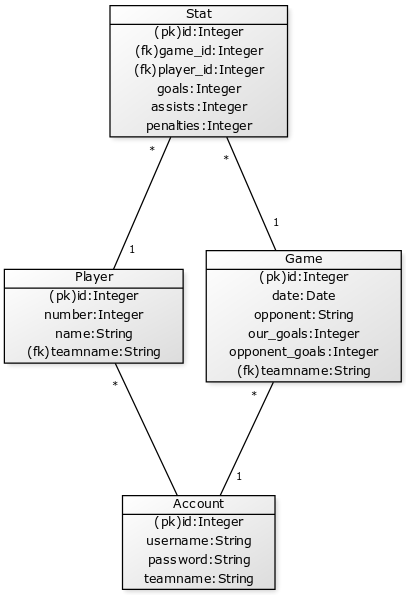 Stat
(pk)id:Integer
(fk)game_id:Integer
(fk)player_id:Integer
goals:Integer
assists:Integer
penalties:Integer
*
*
1
1
Player
(pk)id:Integer
number:Integer
name:String
(fk)teamname:String
Game
(pk)id:Integer
date:Date
opponent:String
our_goals:Integer
opponent_goals:Integer
(fk)teamname:String
*
*
1
Account
(pk)id:Integer
username:String
password:String
teamname:String